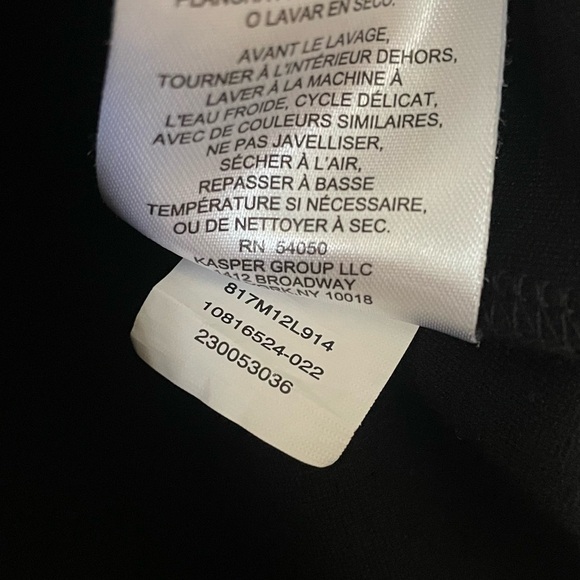 O LAVAR EN SECO.
AVANT LE LAVAGE,
TOURNER À L'INTÉRIEUR DEHORS,
LAVER À LA MACHINE À
L'EAU FROIDE, CYCLE DÉLICAT,
AVEC DE COULEURS SIMILAIRES,
NE PAS JAVELLISER,
SÉCHER À L'AIR,
REPASSER À BASSE
TEMPÉRATURE SI NÉCESSAIRE,
OU DE NETTOYER À SEC.
RN 54050
KASPER GROUP LLC
1412 BROADWAY
NY 10018
817M12L914
10816524-022
230053036